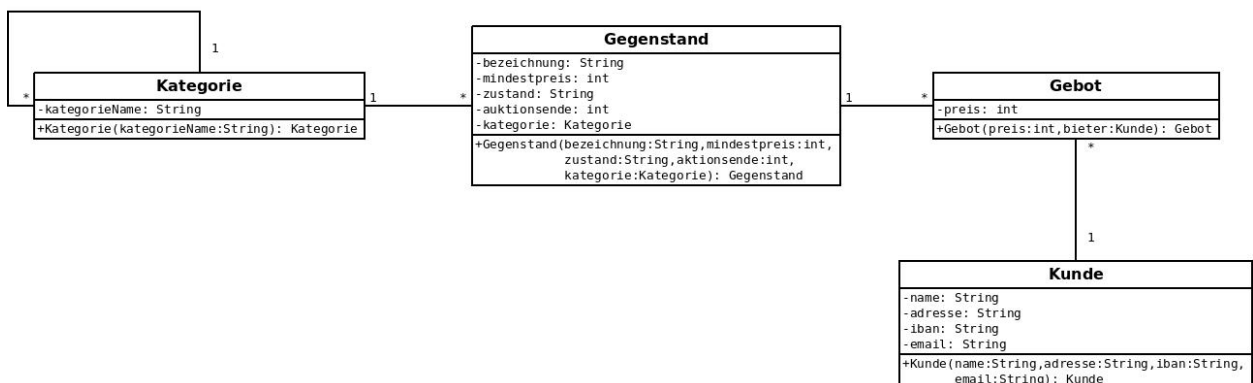 1
Kategorie
*
-kategorieName: String
+Kategorie(kategorieName:String): Kategorie
1
*
Gegenstand
-bezeichnung: String
-mindestpreis: int
-zustand: String
-auktionsende: int
-kategorie: Kategorie
+Gegenstand(bezeichnung:String,mindestpreis:int,
zustand:String,aktionsende:int,
kategorie:Kategorie): Gegenstand
1
*
Gebot
-preis: int
+Gebot(preis:int,bieter:Kunde): Gebot
*
1
Kunde
-name: String
-adresse: String
-iban: String
-email: String
+Kunde(name:String,adresse:String,iban:String,
email:String): Kunde